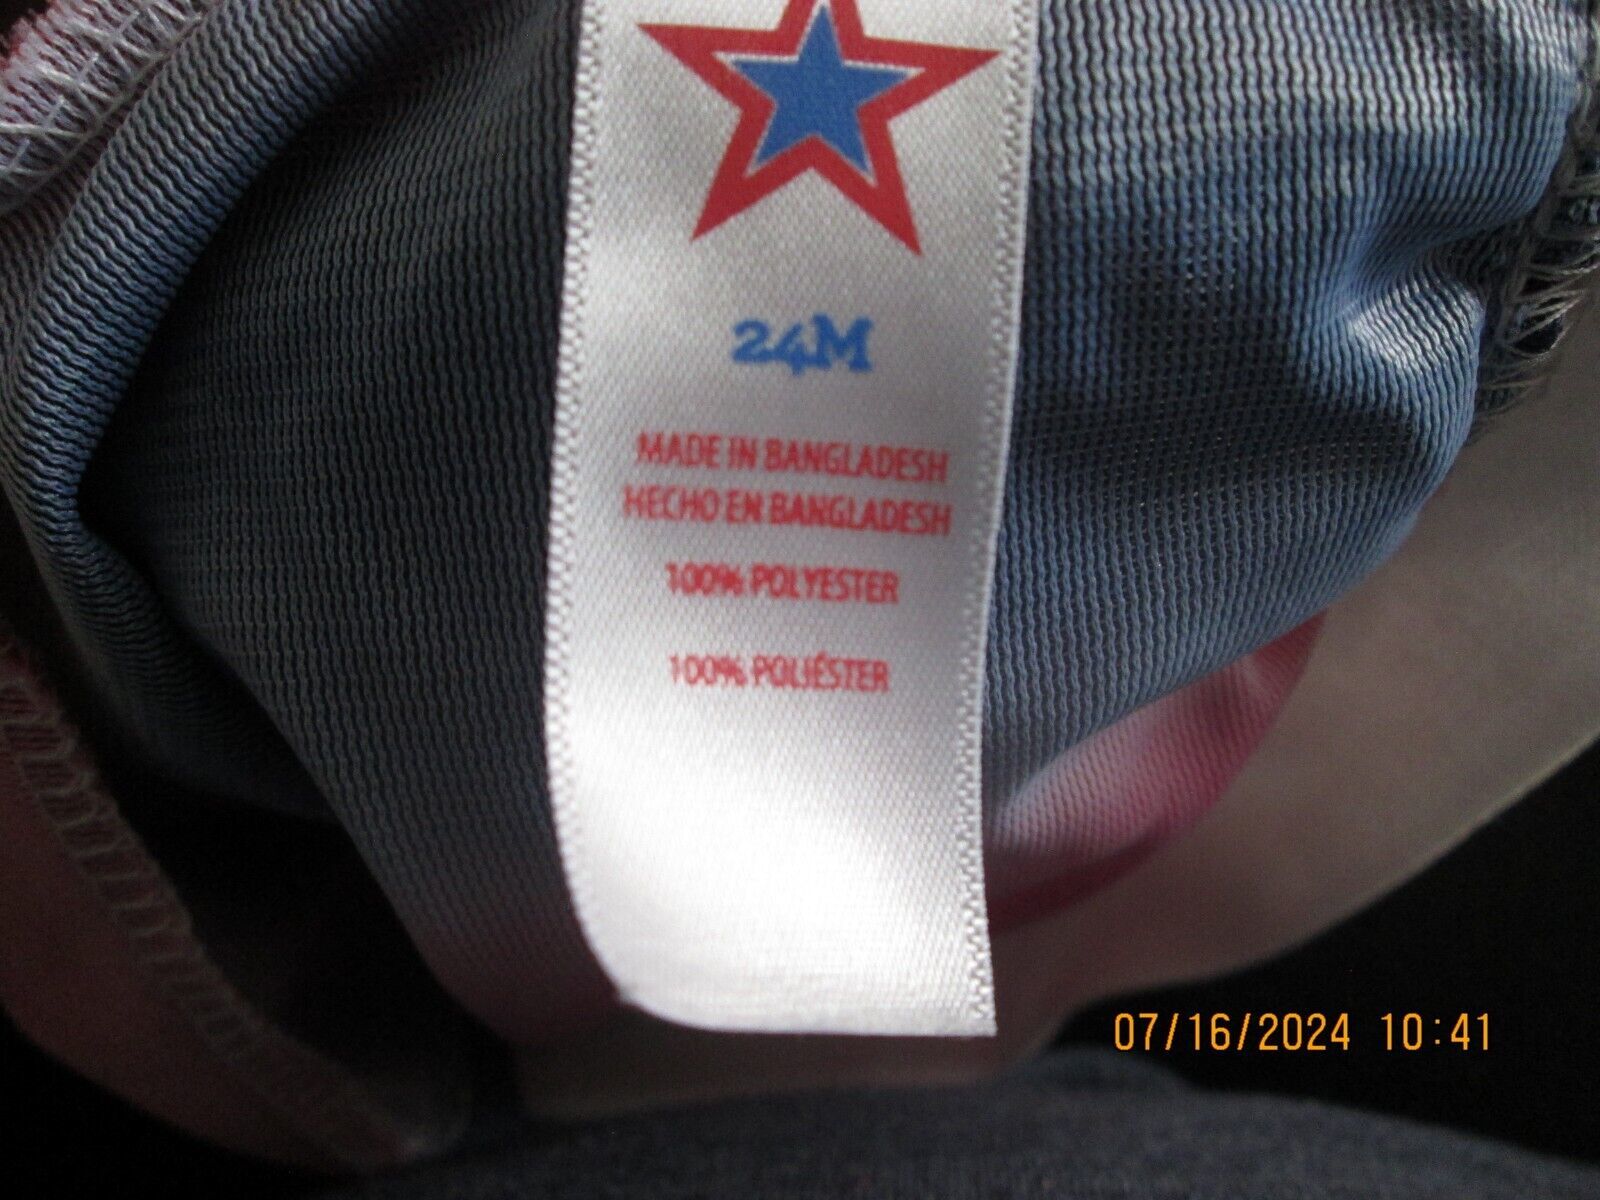 24M
MADE IN BANGLADESH
HECHO EN BANGLADESH
100% POLYESTER
100% POLIÉSTER
07/16/2024 10:41